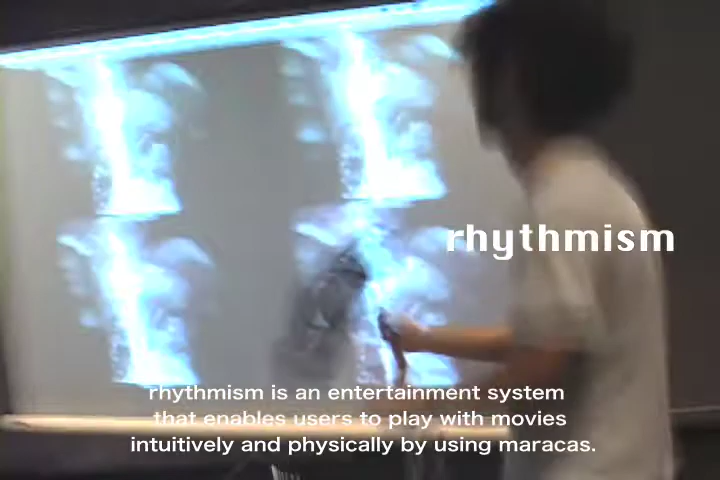 rhythmism
rhythmism is an entertainment system
that enables users to play with movies
intuitively and physically by using maracas.